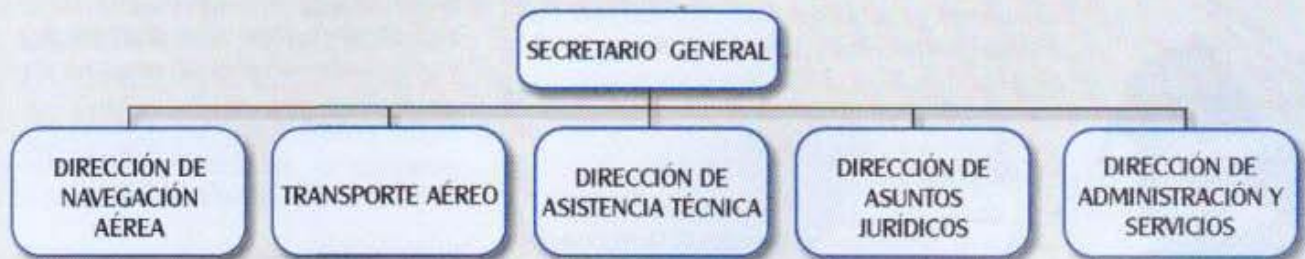 SECRETARIO GENERAL
DIRECCIÓN DE
NAVEGACIÓN
AÉREA
TRANSPORTE AÉREO
DIRECCIÓN DE
ASISTENCIA TÉCNICA
DIRECCIÓN DE
ASUNTOS
JURÍDICOS
DIRECCIÓN DE
ADMINISTRACIÓN Y
SERVICIOS